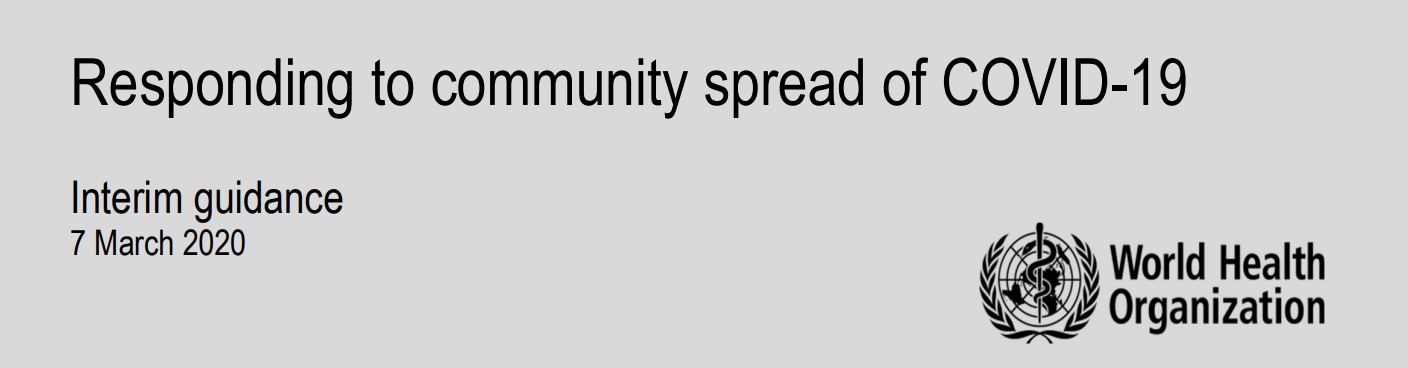 Responding to community spread of COVID-19
Interim guidance
7 March 2020
World Health
Organization